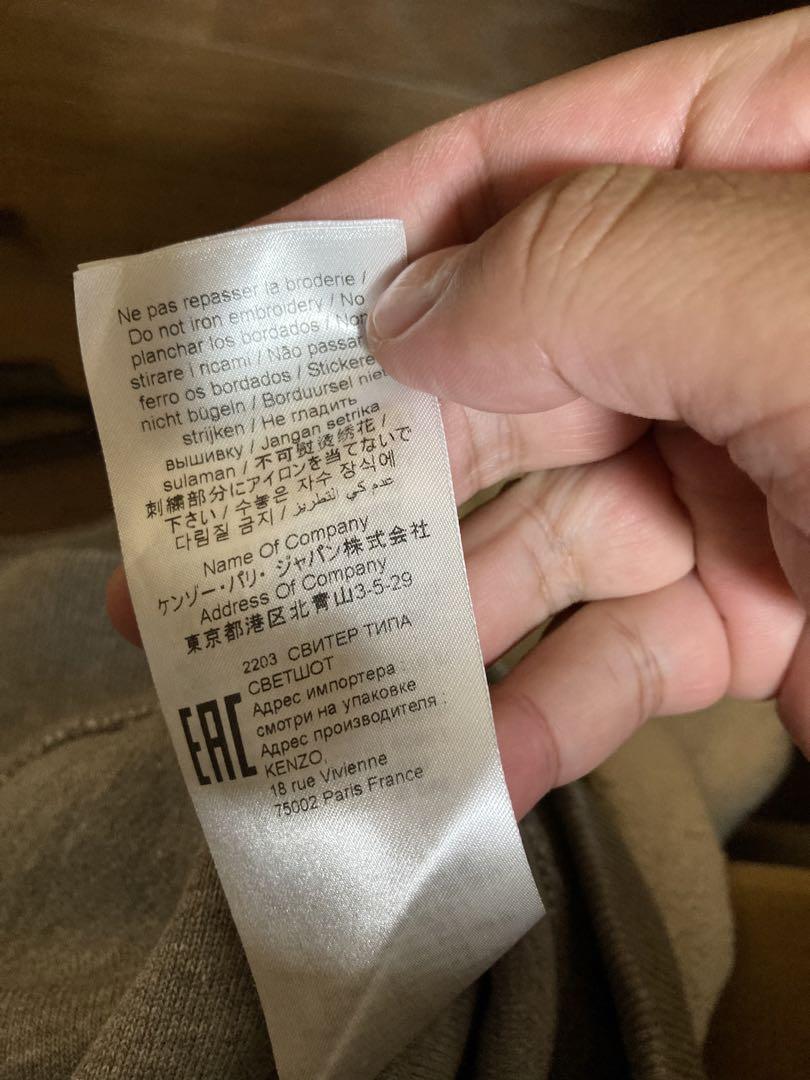 Ne pas repasser la broderie /
Do not iron embroidery / No
planchar los bordados / Non
stirare i ricami / Não passar
ferro os bordados / Stickere
nicht bügeln / Borduursel niet
strijken / Не гладить
вышивку / Jangan setrika
sulaman / 不可熨烫绣花 /
刺繍部分にアイロンを当てないで
下さい / 수놓은 자수 장식에
다림질 금지 / عدم كي التطريز
Name Of Company
ケンゾー・パリ・ジャパン株式会社
Address Of Company
東京都港区北青山3-5-29
2203 СВИТЕР ТИПА
СВЕТШОТ
Адрес импортера :
смотри на упаковке
Адрес производителя :
KENZO,
18 rue Vivienne
75002 Paris France
EAC